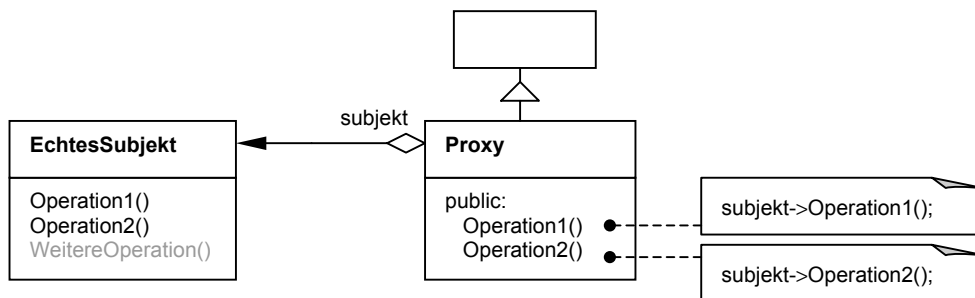 subjekt
EchtesSubjekt
Operation1()
Operation2()
WeitereOperation()
Proxy
public:
Operation1()
Operation2()
subjekt->Operation1();
subjekt->Operation2();